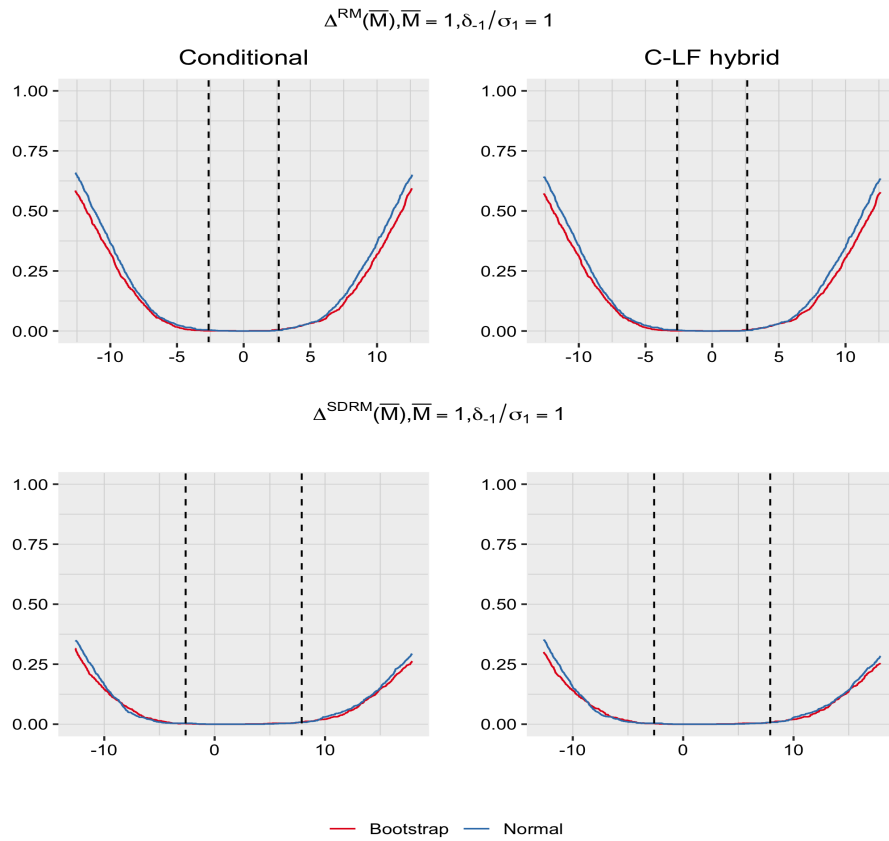 Δ^RM(M̅),M̅ = 1,δ₋₁/σ₁ = 1
Conditional
C-LF hybrid
1.00
0.75
0.50
0.25
0.00
-10 -5 0 5 10
1.00
0.75
0.50
0.25
0.00
-10 -5 0 5 10
Δ^SDRM(M̅),M̅ = 1,δ₋₁/σ₁ = 1
1.00
0.75
0.50
0.25
0.00
-10 0 10
1.00
0.75
0.50
0.25
0.00
-10 0 10
Bootstrap Normal